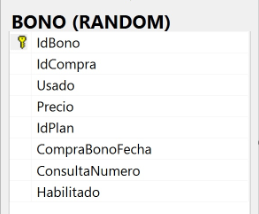 BONO (RANDOM)
IdBono
IdCompra
Usado
Precio
IdPlan
CompraBonoFecha
ConsultaNumero
Habilitado